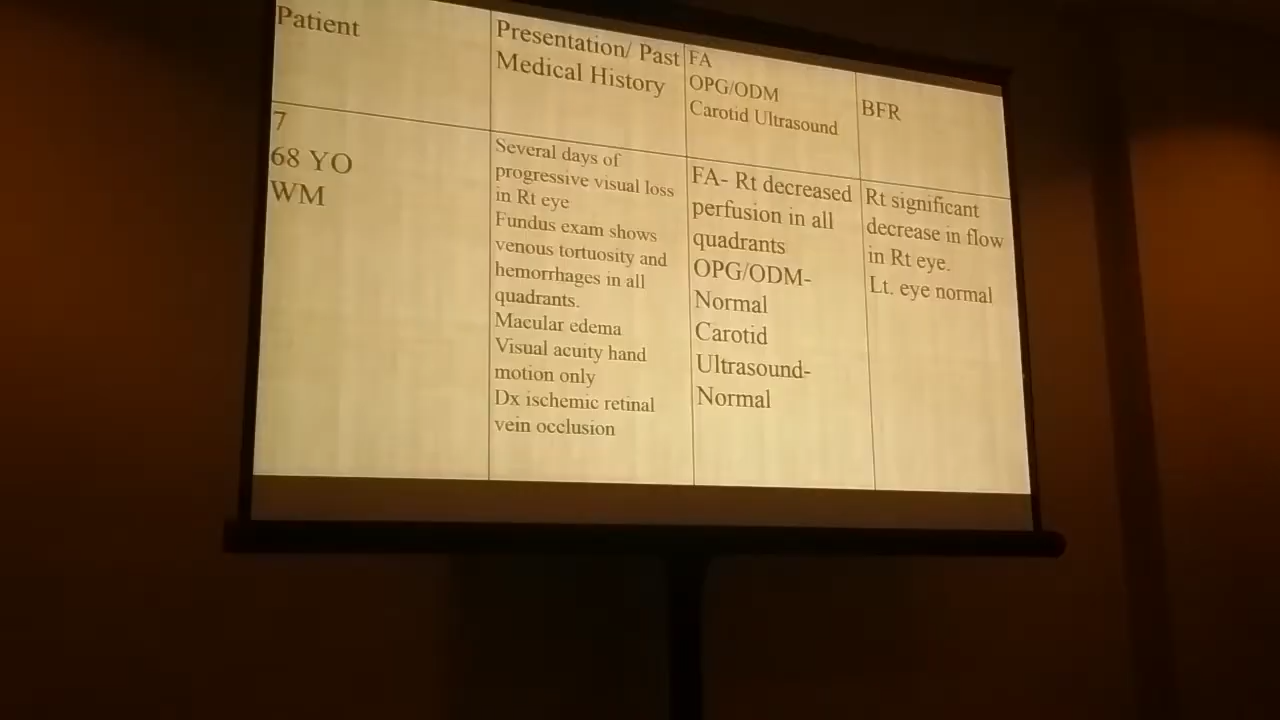 Patient
Presentation/ Past
Medical History
FA
OPG/ODM
Carotid Ultrasound
BFR
7
68 YO
WM
Several days of
progressive visual loss
in Rt eye
Fundus exam shows
venous tortuosity and
hemorrhages in all
quadrants.
Macular edema
Visual acuity hand
motion only
Dx ischemic retinal
vein occlusion
FA- Rt decreased
perfusion in all
quadrants
OPG/ODM-
Normal
Carotid
Ultrasound-
Normal
Rt significant
decrease in flow
in Rt eye.
Lt. eye normal